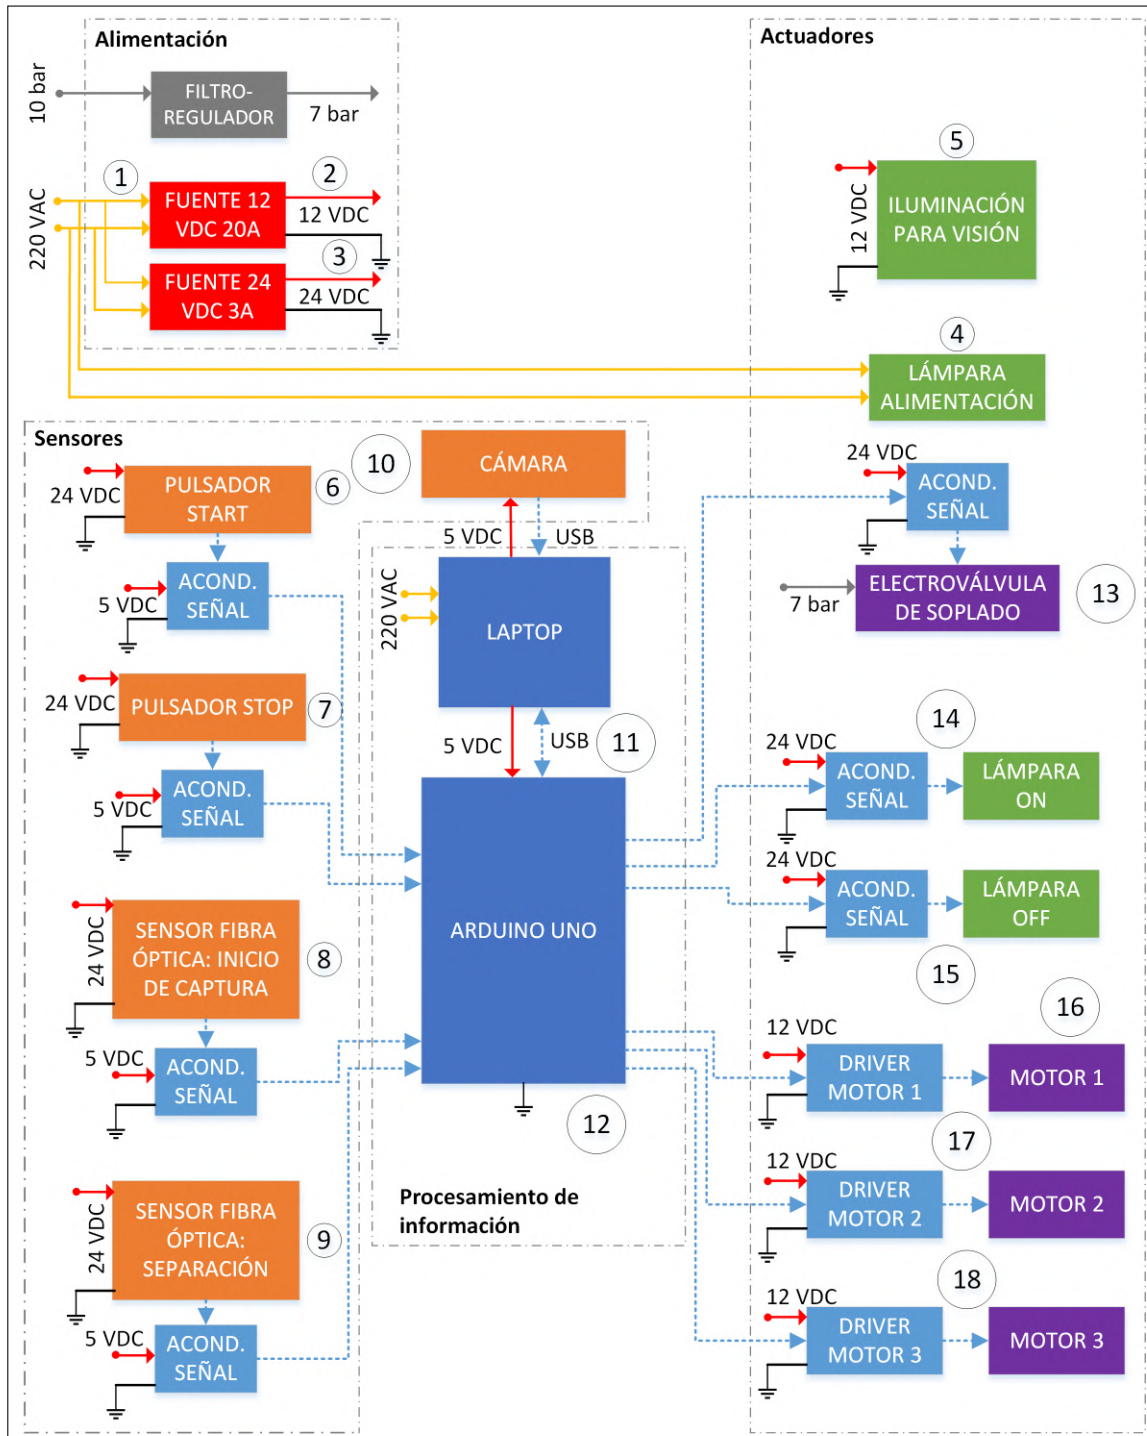 Alimentación
10 bar
FILTRO-
REGULADOR
7 bar
220 VAC
1
FUENTE 12
VDC 20A
2
12 VDC
FUENTE 24
VDC 3A
3
24 VDC
Actuadores
5
12 VDC
ILUMINACIÓN
PARA VISIÓN
4
LÁMPARA
ALIMENTACIÓN
Sensores
24 VDC
PULSADOR
START
6
5 VDC
ACOND.
SEÑAL
24 VDC
PULSADOR STOP
7
5 VDC
ACOND.
SEÑAL
24 VDC
SENSOR FIBRA
ÓPTICA: INICIO
DE CAPTURA
8
5 VDC
ACOND.
SEÑAL
24 VDC
SENSOR FIBRA
ÓPTICA:
SEPARACIÓN
9
5 VDC
ACOND.
SEÑAL
10
CÁMARA
5 VDC
USB
220 VAC
LAPTOP
5 VDC
USB
11
ARDUINO UNO
12
Procesamiento de
información
24 VDC
ACOND.
SEÑAL
7 bar
ELECTROVÁLVULA
DE SOPLADO
13
14
24 VDC
ACOND.
SEÑAL
LÁMPARA
ON
24 VDC
ACOND.
SEÑAL
LÁMPARA
OFF
15
16
12 VDC
DRIVER
MOTOR 1
MOTOR 1
17
12 VDC
DRIVER
MOTOR 2
MOTOR 2
18
12 VDC
DRIVER
MOTOR 3
MOTOR 3